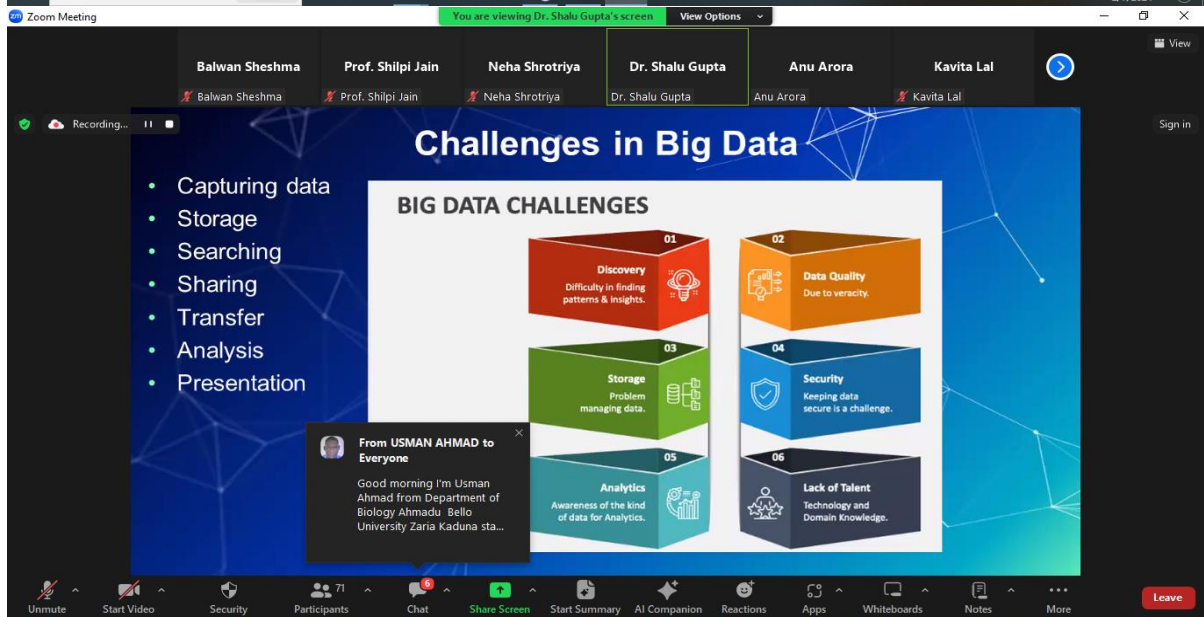 zm Zoom Meeting
You are viewing Dr. Shalu Gupta's screen
View Options
View
Balwan Sheshma
Prof. Shilpi Jain
Neha Shrotriya
Dr. Shalu Gupta
Anu Arora
Kavita Lal
Balwan Sheshma
Prof. Shilpi Jain
Neha Shrotriya
Dr. Shalu Gupta
Anu Arora
Kavita Lal
Recording...
Sign in
Challenges in Big Data
• Capturing data
• Storage
• Searching
• Sharing
• Transfer
• Analysis
• Presentation
BIG DATA CHALLENGES
01
Discovery
Difficulty in finding
patterns & insights.
02
Data Quality
Due to veracity.
03
Storage
Problem
managing data.
04
Security
Keeping data
secure is a challenge.
05
Analytics
Awareness of the kind
of data for Analytics.
06
Lack of Talent
Technology and
Domain Knowledge.
From USMAN AHMAD to
Everyone
Good morning I'm Usman
Ahmad from Department of
Biology Ahmadu Bello
University Zaria Kaduna sta...
Unmute
Start Video
Security
71
Participants
6
Chat
Share Screen
Start Summary
AI Companion
Reactions
Apps
Whiteboards
Notes
More
Leave